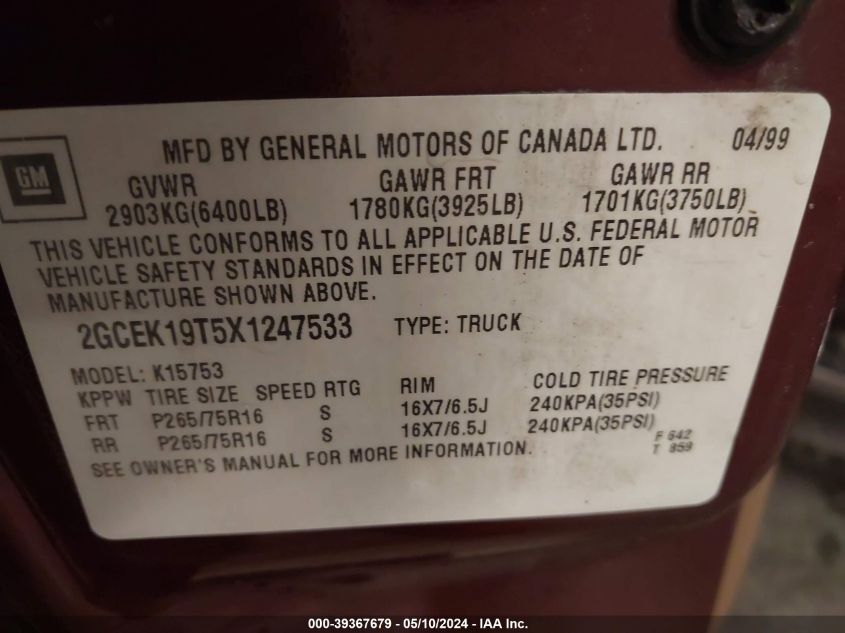 MFD BY GENERAL MOTORS OF CANADA LTD. 04/99
GM
GVWR GAWR FRT GAWR RR
2903KG(6400LB) 1780KG(3925LB) 1701KG(3750LB)
THIS VEHICLE CONFORMS TO ALL APPLICABLE U.S. FEDERAL MOTOR
VEHICLE SAFETY STANDARDS IN EFFECT ON THE DATE OF
MANUFACTURE SHOWN ABOVE.
2GCEK19T5X1247533 TYPE: TRUCK
MODEL: K15753
KPPW TIRE SIZE SPEED RTG RIM COLD TIRE PRESSURE
FRT P265/75R16 S 16X7/6.5J 240KPA(35PSI)
RR P265/75R16 S 16X7/6.5J 240KPA(35PSI)
SEE OWNER'S MANUAL FOR MORE INFORMATION.
F 642
T 859
000-39367679 - 05/10/2024 - IAA Inc.